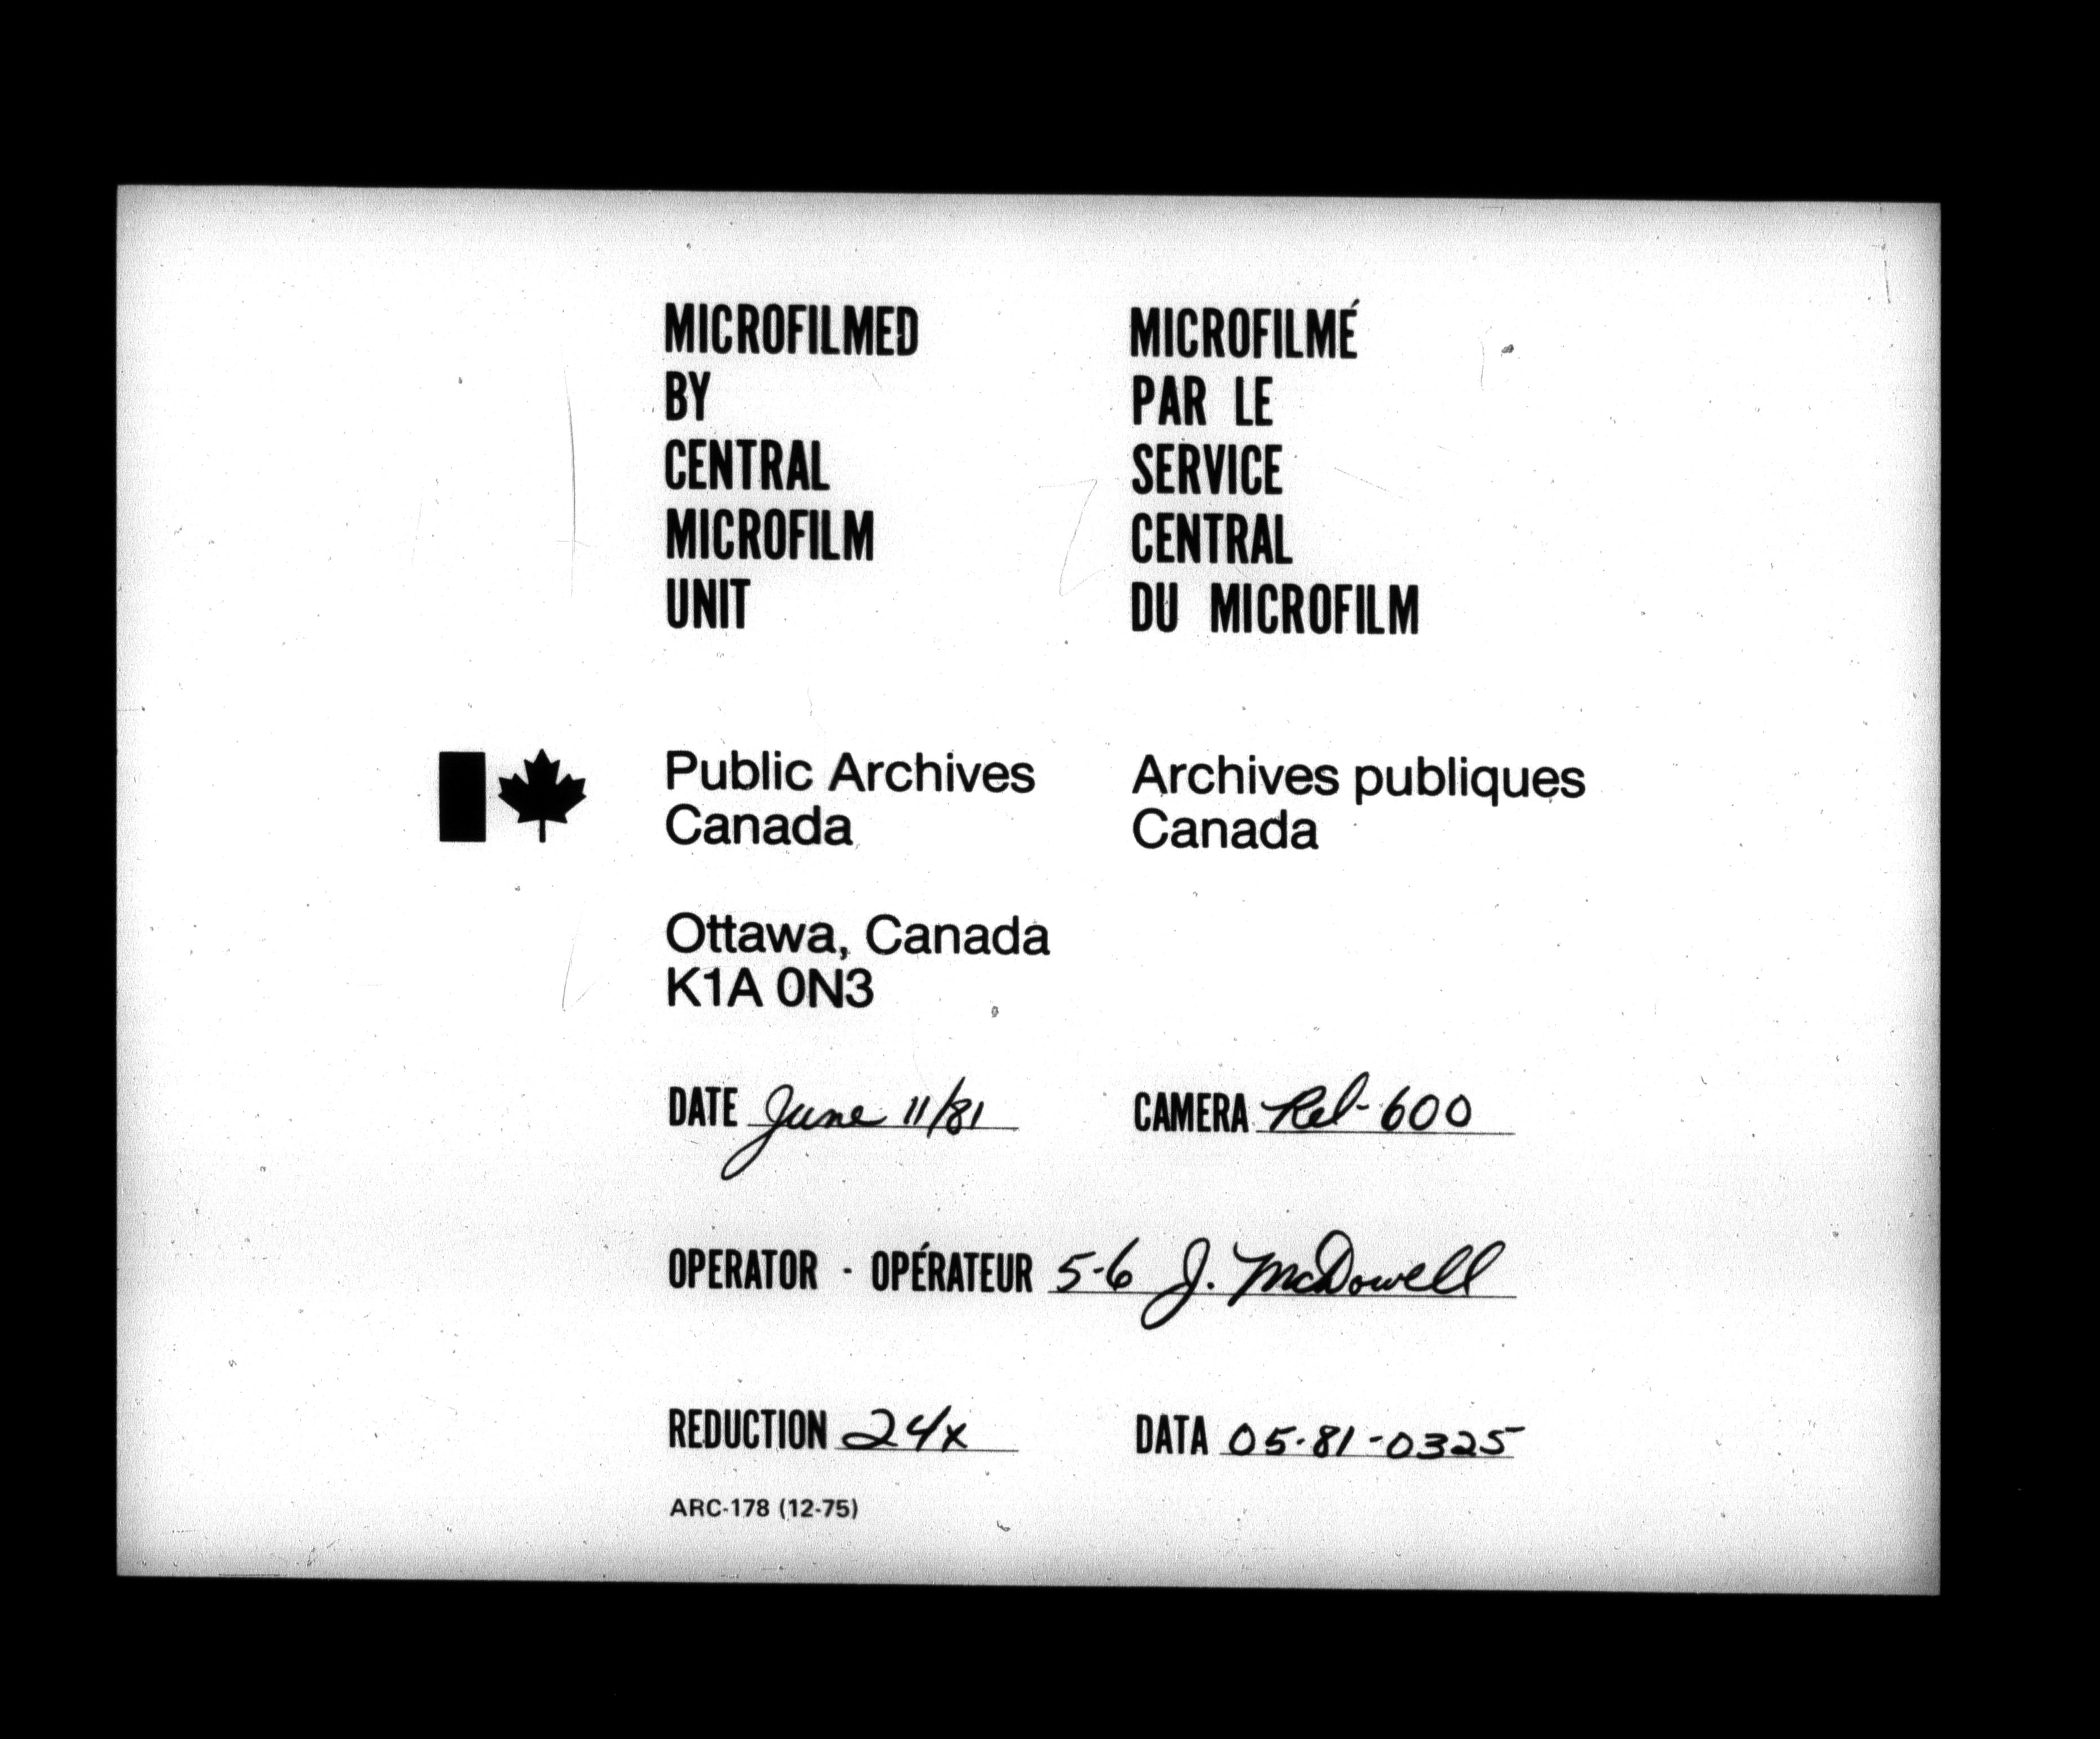 MICROFILMED
BY
CENTRAL
MICROFILM
UNIT
MICROFILMÉ
PAR LE
SERVICE
CENTRAL
DU MICROFILM
Public Archives
Canada
Archives publiques
Canada
Ottawa, Canada
K1A 0N3
DATE June 11/81
CAMERA Rel-600
OPERATOR - OPÉRATEUR 5-6 J. McDowell
REDUCTION 24x
DATA 05-81-0325
ARC-178 (12-75)